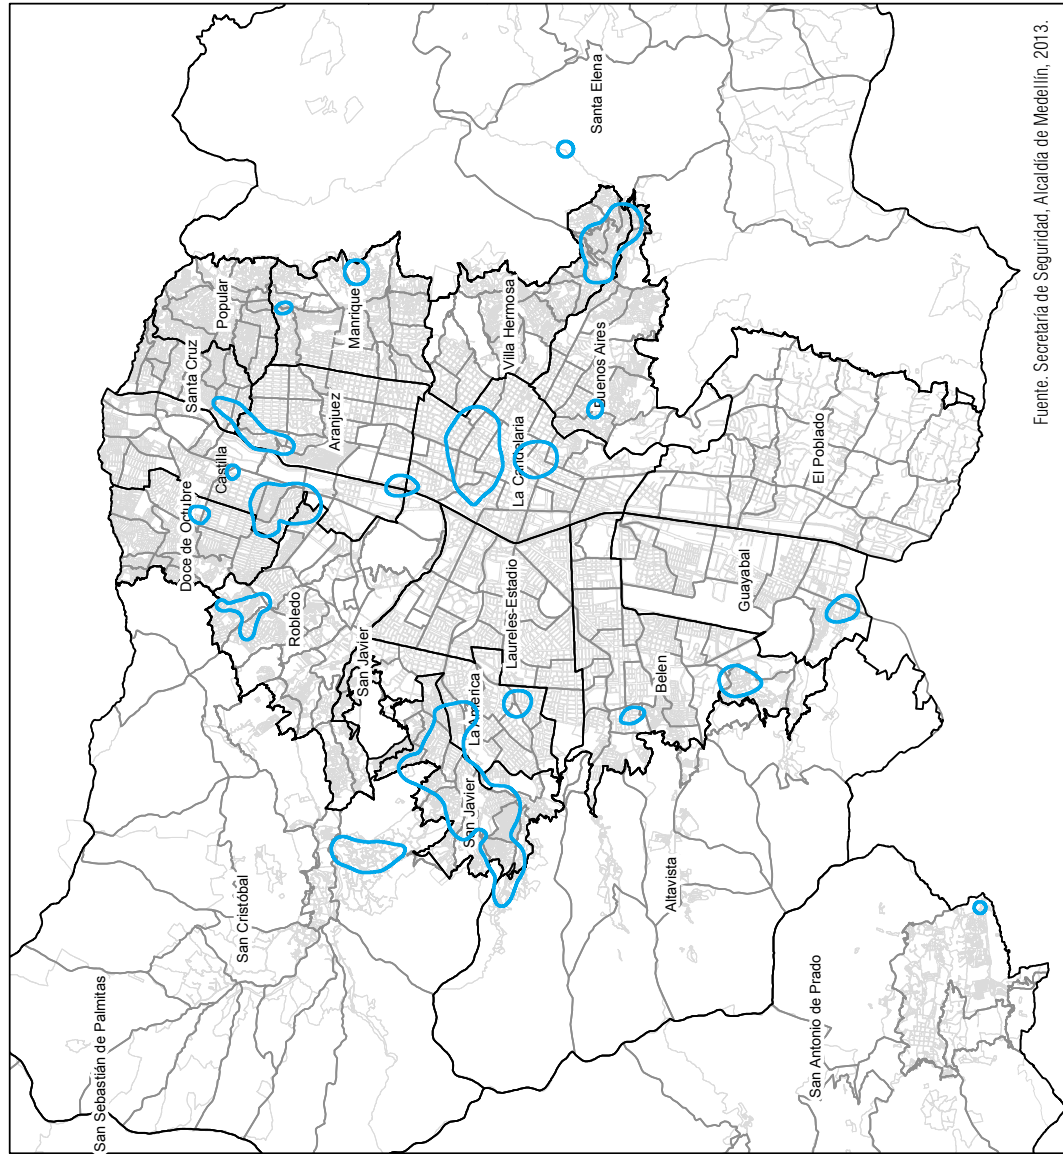 San Sebastián de Palmitas
San Cristóbal
San Javier
Robledo
Doce de Octubre
Castilla
Santa Cruz
Popular
Manrique
Aranjuez
San Javier
La América
Laureles-Estadio
La Candelaria
Villa Hermosa
Buenos Aires
Santa Elena
Altavista
Belen
Guayabal
El Poblado
San Antonio de Prado
Fuente. Secretaría de Seguridad, Alcaldía de Medellín, 2013.